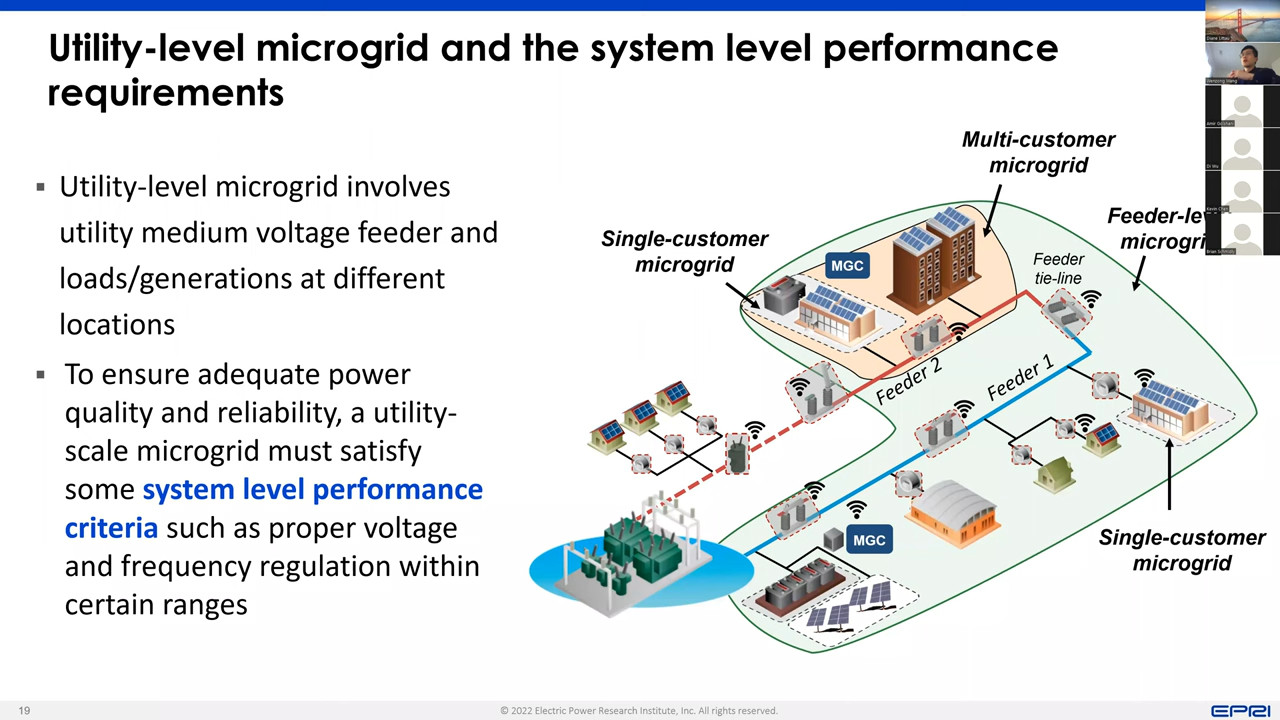 Utility-level microgrid and the system level performance
requirements
▪ Utility-level microgrid involves
utility medium voltage feeder and
loads/generations at different
locations
▪ To ensure adequate power
quality and reliability, a utility-
scale microgrid must satisfy
some system level performance
criteria such as proper voltage
and frequency regulation within
certain ranges
Multi-customer
microgrid
Single-customer
microgrid
MGC
Feeder-le
microgri
Feeder
tie-line
Feeder 2
Feeder 1
MGC
Single-customer
microgrid
19
© 2022 Electric Power Research Institute, Inc. All rights reserved.
EPRI